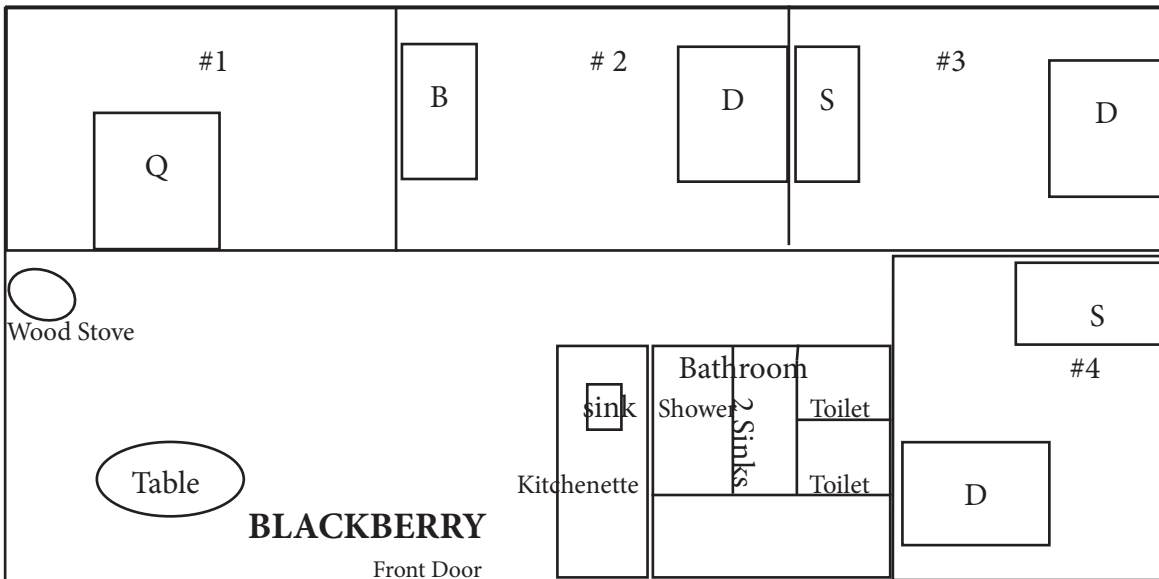 #1
# 2
#3
B
D
S
D
Q
Wood Stove
S
#4
Bathroom
sink
Shower
2 Sinks
Toilet
Table
Kitchenette
Toilet
D
BLACKBERRY
Front Door